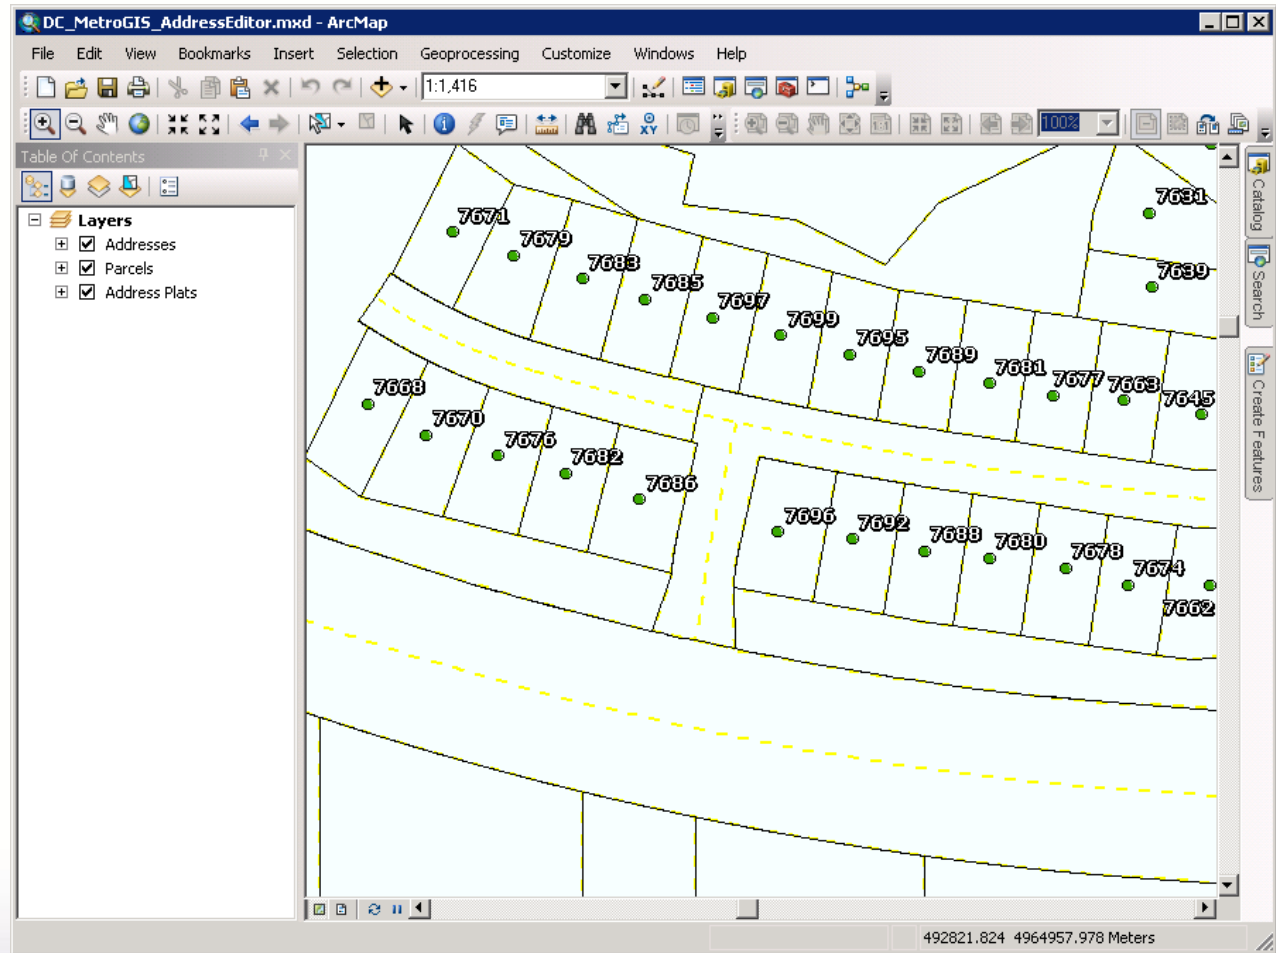 DC_MetroGIS_AddressEditor.mxd - ArcMap
File Edit View Bookmarks Insert Selection Geoprocessing Customize Windows Help
1:1,416
XY
1:1
100%
Table Of Contents
Layers
Addresses
Parcels
Address Plats
7671
7679
7683
7685
7697
7699
7695
7689
7681
7677
7663
7645
7631
7639
7668
7670
7676
7682
7686
7696
7692
7688
7680
7678
7674
7662
Catalog
Search
Create Features
492821.824 4964957.978 Meters